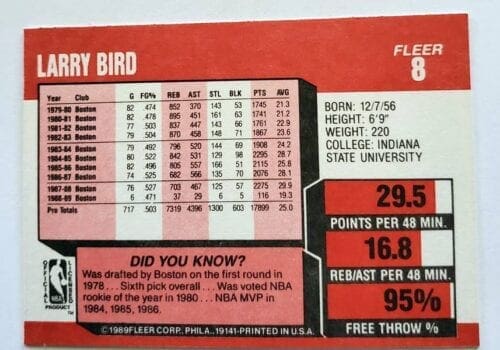 LARRY BIRD
FLEER
8
Year Club G FG% REB AST STL BLK PTS AVG
1979-80 Boston 82 .474 852 370 143 53 1745 21.3
1980-81 Boston 82 .478 895 451 161 63 1741 21.2
1981-82 Boston 77 .503 837 447 143 66 1761 22.9
1982-83 Boston 79 .504 870 458 148 71 1867 23.6
1983-84 Boston 79 .492 796 520 144 69 1908 24.2
1984-85 Boston 80 .522 842 531 129 98 2295 28.7
1985-86 Boston 82 .496 805 557 166 51 2115 25.8
1986-87 Boston 74 .525 682 566 135 70 2076 28.1
1987-88 Boston 76 .527 703 467 125 57 2275 29.9
1988-89 Boston 6 .471 37 29 6 5 116 19.3
Pro Totals 717 .503 7319 4396 1300 603 17899 25.0
BORN: 12/7/56
HEIGHT: 6'9"
WEIGHT: 220
COLLEGE: INDIANA
STATE UNIVERSITY
29.5
POINTS PER 48 MIN.
16.8
REB/AST PER 48 MIN.
95%
FREE THROW %
DID YOU KNOW?
Was drafted by Boston on the first round in
1978 . . . Sixth pick overall . . . Was voted NBA
rookie of the year in 1980 . . . NBA MVP in
1984, 1985, 1986.
OFFICIAL LICENSED
NBA
PRODUCT
TM
©1989FLEER CORP., PHILA., 19141-PRINTED IN U.S.A.